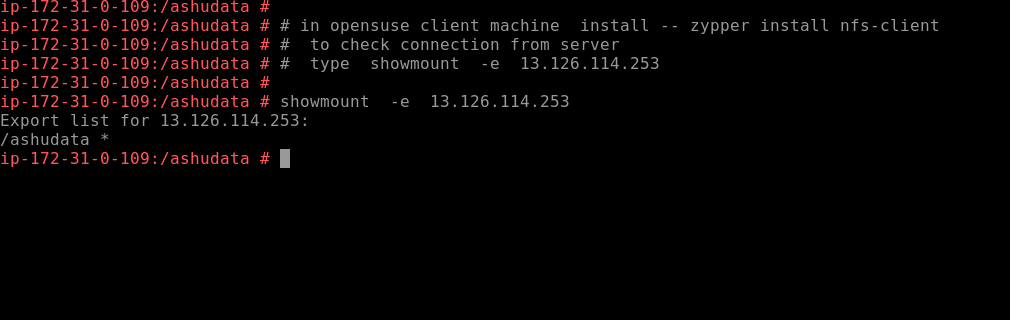 ip-172-31-0-109:/ashudata #
ip-172-31-0-109:/ashudata # # in opensuse client machine  install -- zypper install nfs-client
ip-172-31-0-109:/ashudata # #  to check connection from server
ip-172-31-0-109:/ashudata # #  type  showmount  -e  13.126.114.253
ip-172-31-0-109:/ashudata #
ip-172-31-0-109:/ashudata # showmount  -e  13.126.114.253
Export list for 13.126.114.253:
/ashudata *
ip-172-31-0-109:/ashudata #